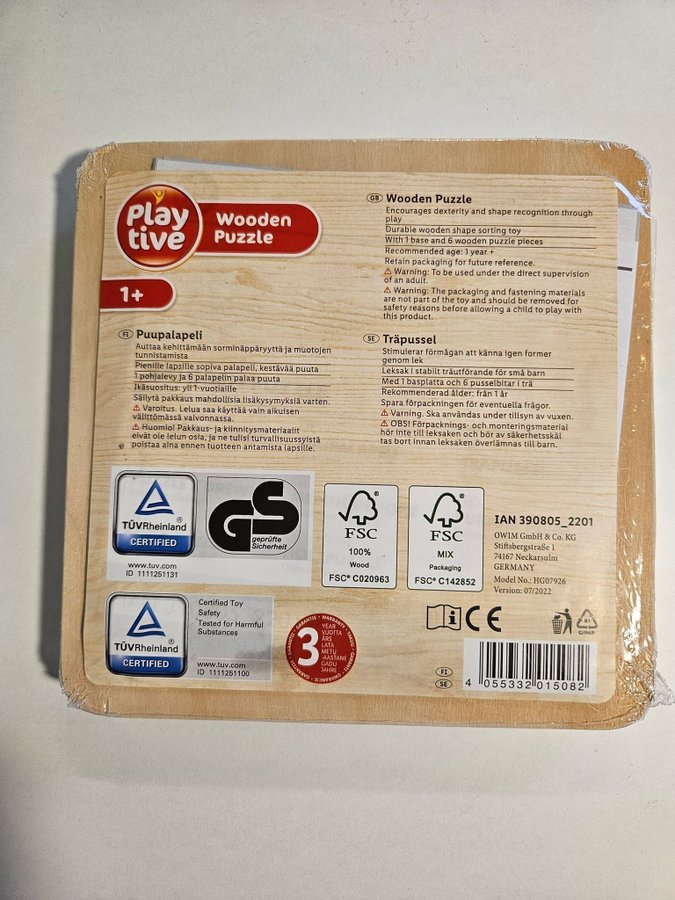 Play
tive
Wooden
Puzzle
1+
GB Wooden Puzzle
Encourages dexterity and shape recognition through
play
Durable wooden shape sorting toy
With 1 base and 6 wooden puzzle pieces
Recommended age: 1 year +
Retain packaging for future reference.
Warning: To be used under the direct supervision
of an adult.
Warning: The packaging and fastening materials
are not part of the toy and should be removed for
safety reasons before allowing a child to play with
this product.
FI Puupalapeli
Auttaa kehittämään sorminäppäryyttä ja muotojen
tunnistamista
Pienille lapsille sopiva palapeli, kestävää puuta
1 pohjalevy ja 6 palapelin palaa puuta
Ikäsuositus: yli 1-vuotiaille
Säilytä pakkaus mahdollisia lisäkysymyksiä varten.
Varoitus. Lelua saa käyttää vain aikuisen
välittömässä valvonnassa.
Huomio! Pakkaus- ja kiinnitysmateriaalit
eivät ole lelun osia, ja ne tulisi turvallisuussyistä
poistaa aina ennen tuotteen antamista lapsille.
SE Träpussel
Stimulerar förmågan att känna igen former
genom lek
Leksak i stabilt träutförande för små barn
Med 1 basplatta och 6 pusselbitar i trä
Rekommenderad ålder: från 1 år
Spara förpackningen för eventuella frågor.
Varning. Ska användas under tillsyn av vuxen.
OBS! Förpacknings- och monteringsmaterial
hör inte till leksaken och bör av säkerhetsskäl
tas bort innan leksaken överlämnas till barn.
TÜVRheinland
CERTIFIED
www.tuv.com
ID 1111251131
GS
geprüfte
Sicherheit
FSC
100%
Wood
FSC® C020963
FSC
MIX
Packaging
FSC® C142852
IAN 390805_2201
OWIM GmbH & Co. KG
Stiftsbergstraße 1
74167 Neckarsulm
GERMANY
Model No.: HG07926
Version: 07/2022
TÜVRheinland
CERTIFIED
Certified Toy
Safety
Tested for Harmful
Substances
www.tuv.com
ID 1111251100
3
YEAR
VUOTTA
ÅRS
LATA
METU
-AASTANE
GADU
JAHRE
GARANTIE
WARRANTY
CE
81
C/PAP
FI
SE
4 055332 015082